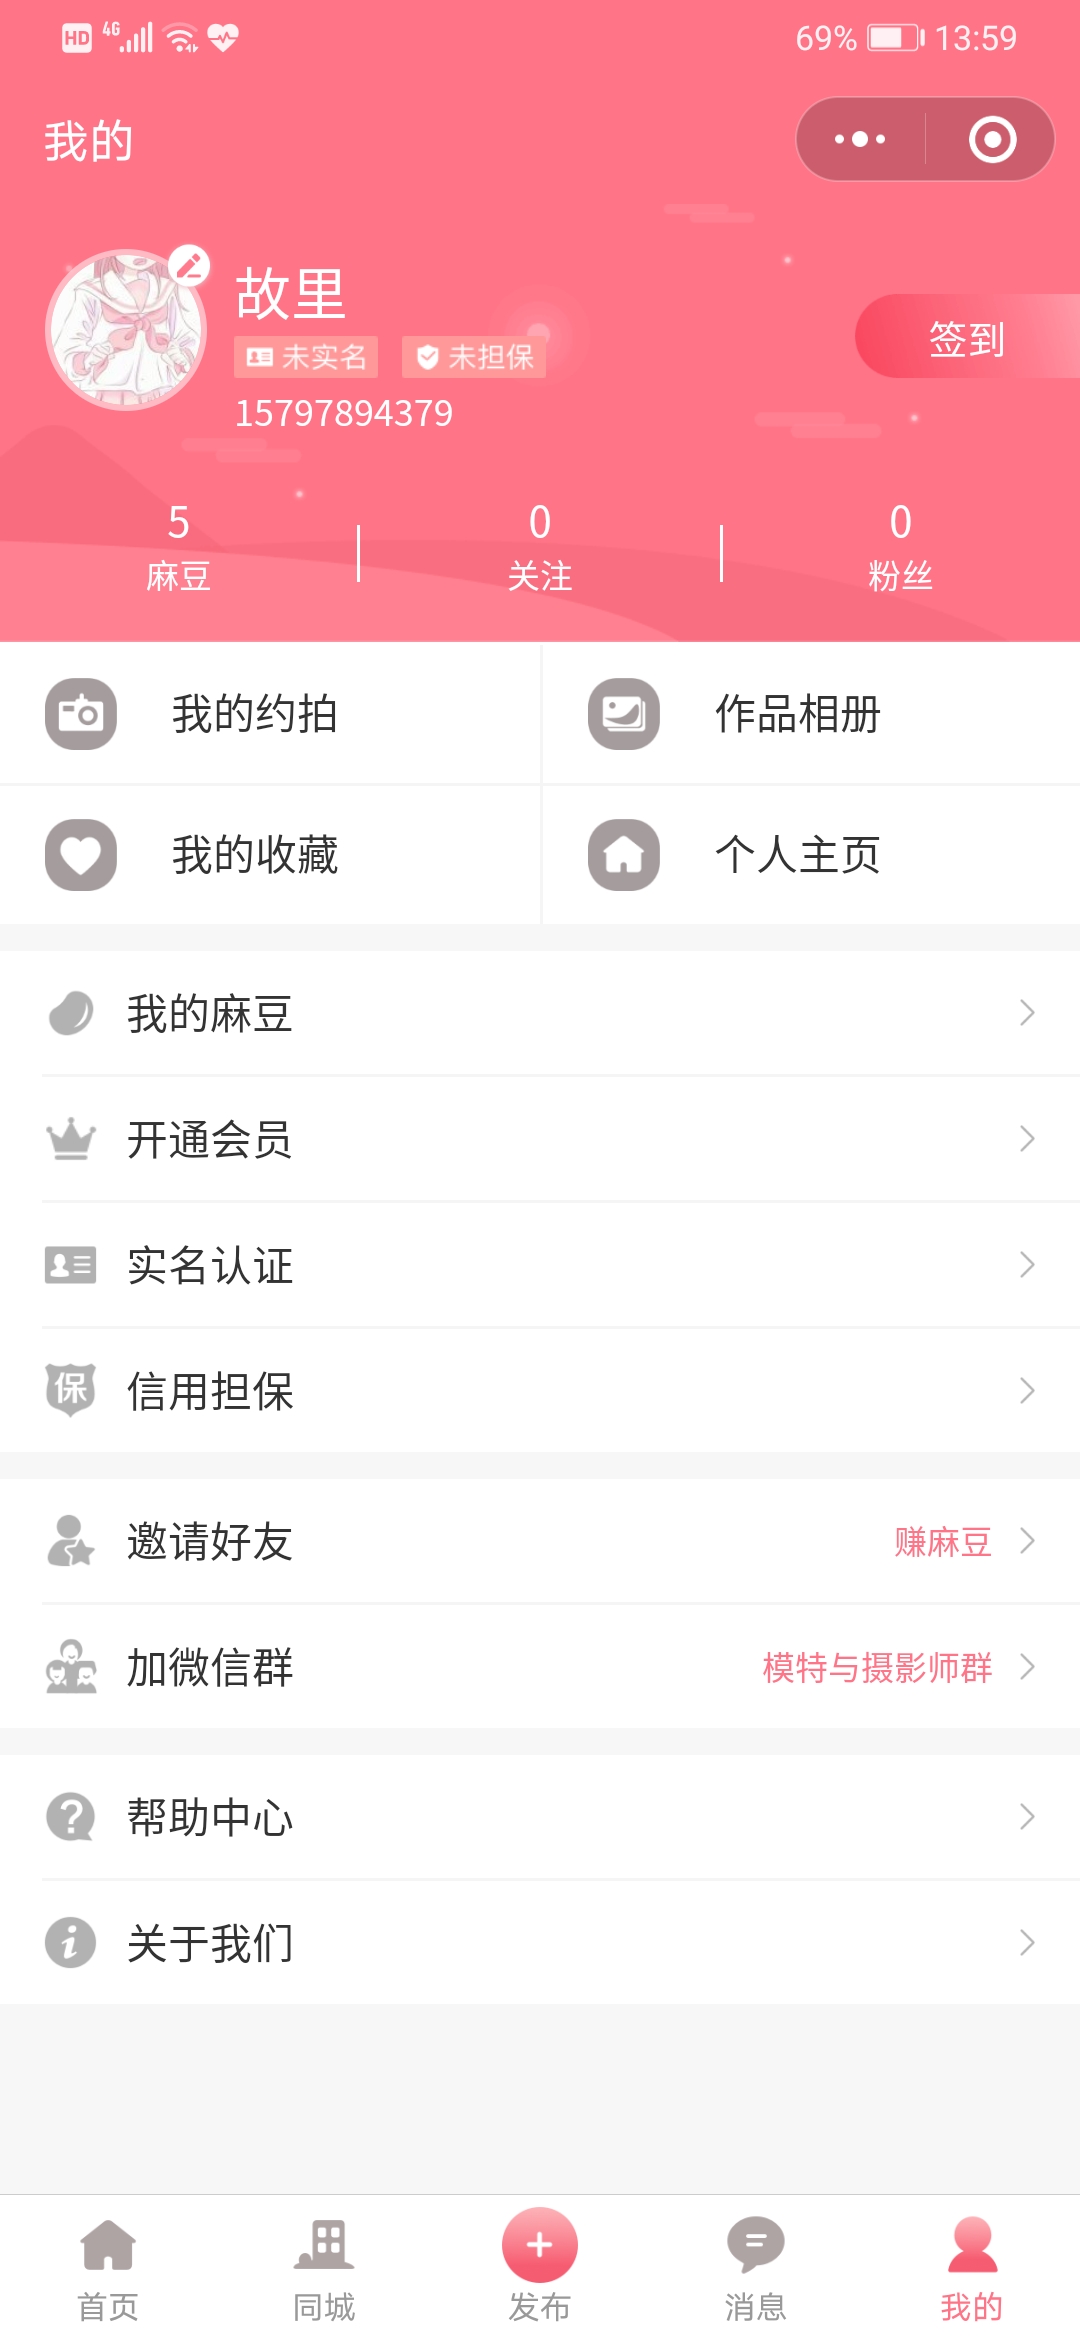 HD 4G 69% 13:59
我的
故里
签到
未实名 未担保
15797894379
5 0 0
麻豆 关注 粉丝
我的约拍 作品相册
我的收藏 个人主页
我的麻豆
开通会员
实名认证
保 信用担保
邀请好友 赚麻豆
加微信群 模特与摄影师群
帮助中心
关于我们
首页 同城 发布 消息 我的